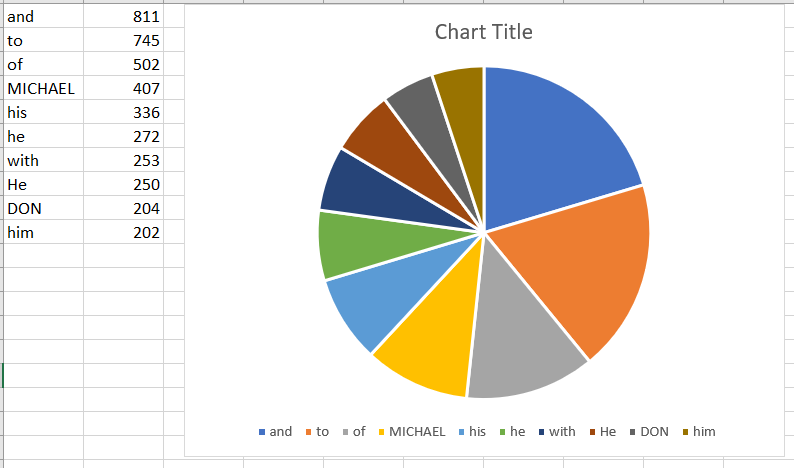 and 811
to 745
of 502
MICHAEL 407
his 336
he 272
with 253
He 250
DON 204
him 202
Chart Title
and to of MICHAEL his he with He DON him